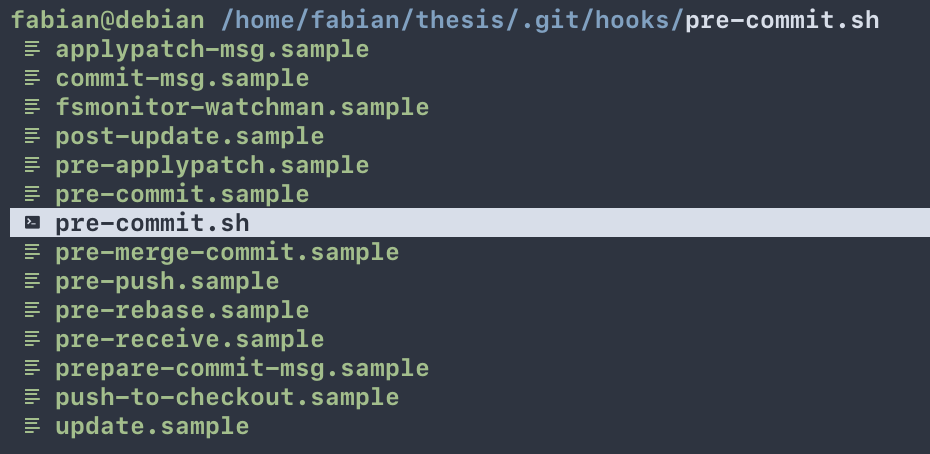 fabian@debian /home/fabian/thesis/.git/hooks/pre-commit.sh
applypatch-msg.sample
commit-msg.sample
fsmonitor-watchman.sample
post-update.sample
pre-applypatch.sample
pre-commit.sample
pre-commit.sh
pre-merge-commit.sample
pre-push.sample
pre-rebase.sample
pre-receive.sample
prepare-commit-msg.sample
push-to-checkout.sample
update.sample